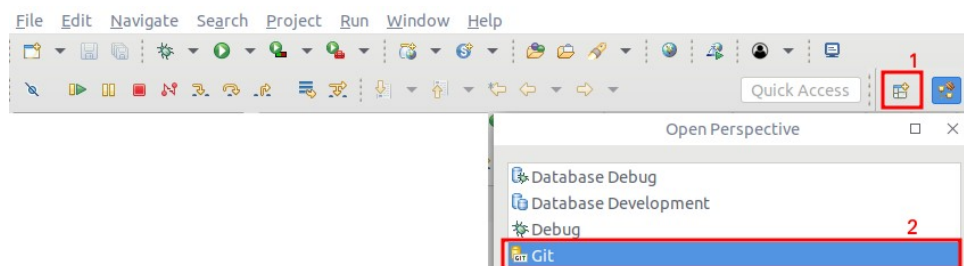 File Edit Navigate Search Project Run Window Help
1
Quick Access
Open Perspective
Database Debug
Database Development
Debug
2
GIT Git